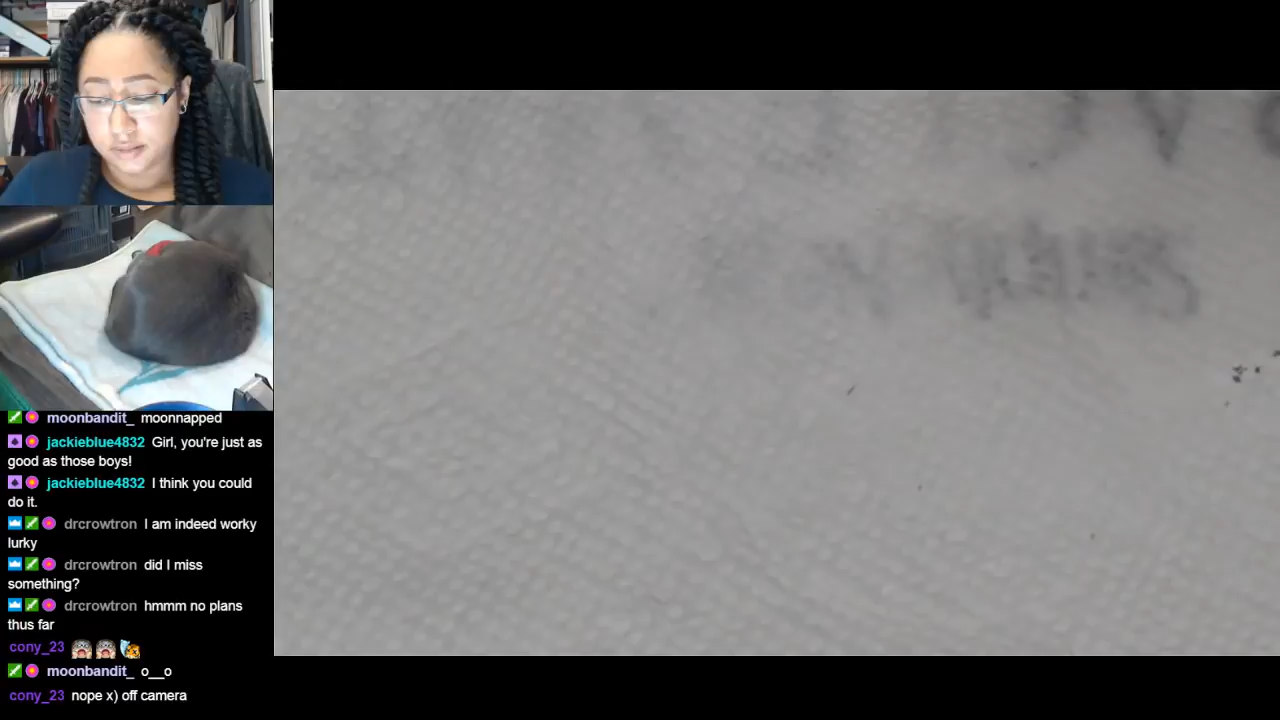 moonbandit_ moonnapped
jackieblue4832 Girl, you're just as
good as those boys!
jackieblue4832 I think you could
do it.
drcrowtron I am indeed worky
lurky
drcrowtron did I miss
something?
drcrowtron hmmm no plans
thus far
cony_23
moonbandit_ o__o
cony_23 nope x) off camera